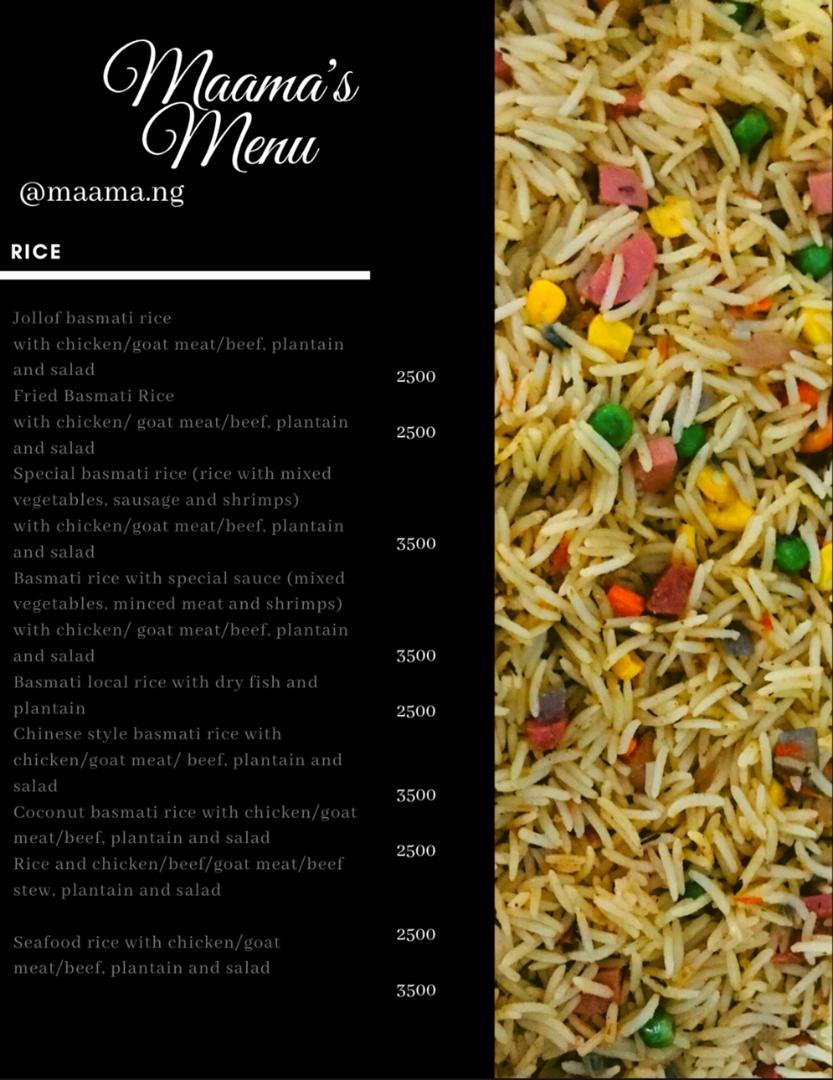 Maama's
Menu
@maama.ng
RICE
Jollof basmati rice
with chicken/goat meat/beef, plantain
and salad
2500
Fried Basmati Rice
with chicken/ goat meat/beef, plantain
and salad
2500
Special basmati rice (rice with mixed
vegetables, sausage and shrimps)
with chicken/goat meat/beef, plantain
and salad
3500
Basmati rice with special sauce (mixed
vegetables, minced meat and shrimps)
with chicken/ goat meat/beef, plantain
and salad
3500
Basmati local rice with dry fish and
plantain
2500
Chinese style basmati rice with
chicken/goat meat/ beef, plantain and
salad
3500
Coconut basmati rice with chicken/goat
meat/beef, plantain and salad
2500
Rice and chicken/beef/goat meat/beef
stew, plantain and salad
2500
Seafood rice with chicken/goat
meat/beef, plantain and salad
3500